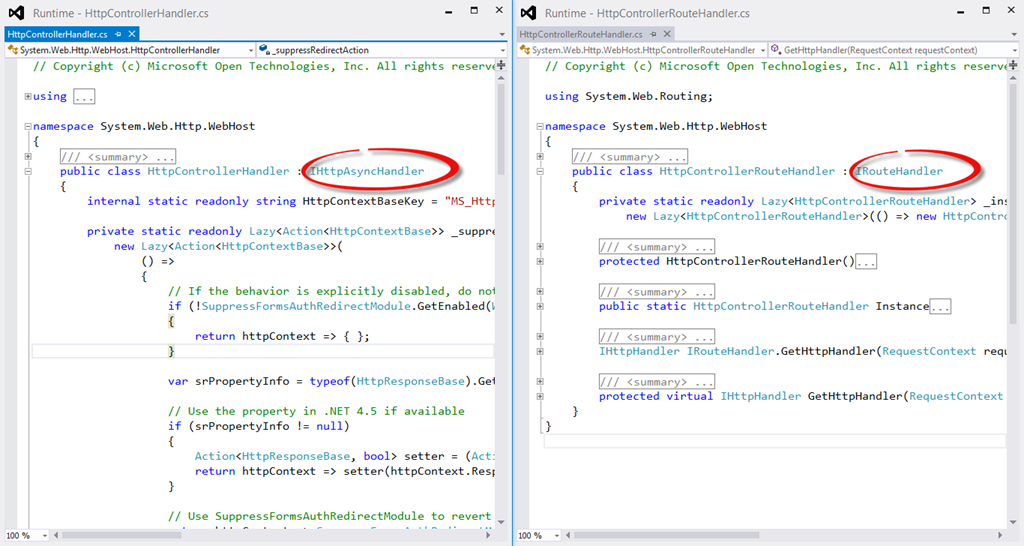 Runtime - HttpControllerHandler.cs
HttpControllerHandler.cs
System.Web.Http.WebHost.HttpControllerHandler
_suppressRedirectAction
// Copyright (c) Microsoft Open Technologies, Inc. All rights reserve
using ...
namespace System.Web.Http.WebHost
{
/// <summary> ...
public class HttpControllerHandler : IHttpAsyncHandler
{
internal static readonly string HttpContextBaseKey = "MS_Http
private static readonly Lazy<Action<HttpContextBase>> _suppre
new Lazy<Action<HttpContextBase>>(
() =>
{
// If the behavior is explicitly disabled, do not
if (!SuppressFormsAuthRedirectModule.GetEnabled(
{
return httpContext => { };
}
var srPropertyInfo = typeof(HttpResponseBase).Get
// Use the property in .NET 4.5 if available
if (srPropertyInfo != null)
{
Action<HttpResponseBase, bool> setter = (Acti
return httpContext => setter(httpContext.Resp
}
// Use SuppressFormsAuthRedirectModule to revert
100 %
Runtime - HttpControllerRouteHandler.cs
HttpControllerRouteHandler.cs
System.Web.Http.WebHost.HttpControllerRouteHandler
GetHttpHandler(RequestContext requestContext)
// Copyright (c) Microsoft Open Technologies, Inc. All rights reserve
using System.Web.Routing;
namespace System.Web.Http.WebHost
{
/// <summary> ...
public class HttpControllerRouteHandler : IRouteHandler
{
private static readonly Lazy<HttpControllerRouteHandler> _ins
new Lazy<HttpControllerRouteHandler>(() => new HttpContro
/// <summary> ...
protected HttpControllerRouteHandler()...
/// <summary> ...
public static HttpControllerRouteHandler Instance...
/// <summary> ...
IHttpHandler IRouteHandler.GetHttpHandler(RequestContext requ
/// <summary> ...
protected virtual IHttpHandler GetHttpHandler(RequestContext
}
}
100 %